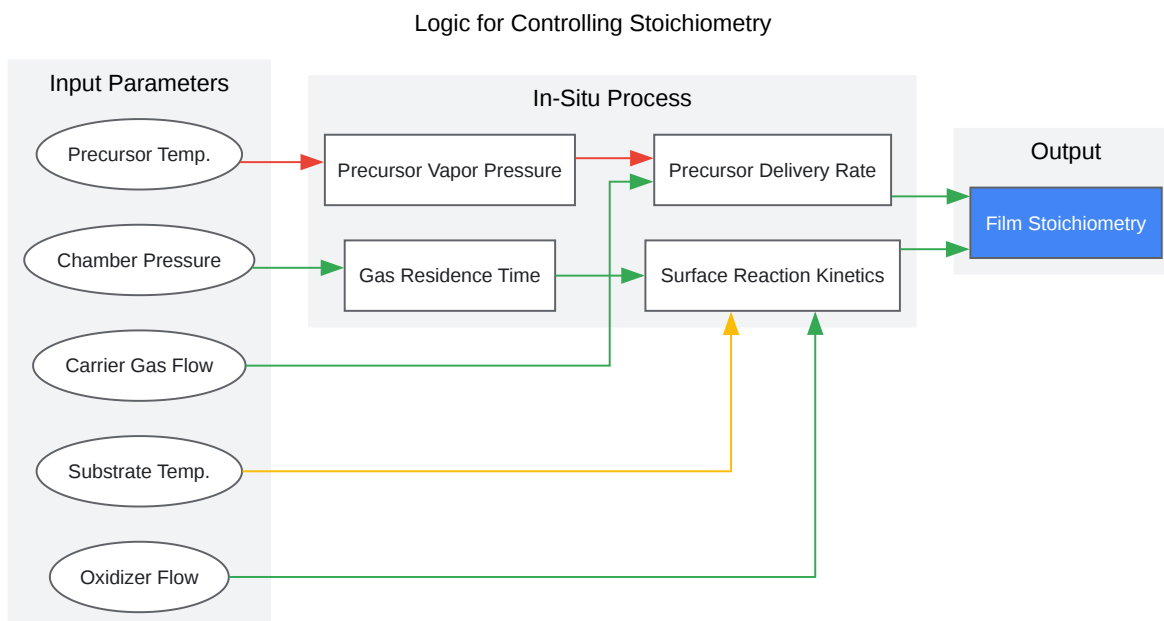 Logic for Controlling Stoichiometry
Input Parameters
Precursor Temp.
Chamber Pressure
Carrier Gas Flow
Substrate Temp.
Oxidizer Flow
In-Situ Process
Precursor Vapor Pressure
Precursor Delivery Rate
Gas Residence Time
Surface Reaction Kinetics
Output
Film Stoichiometry